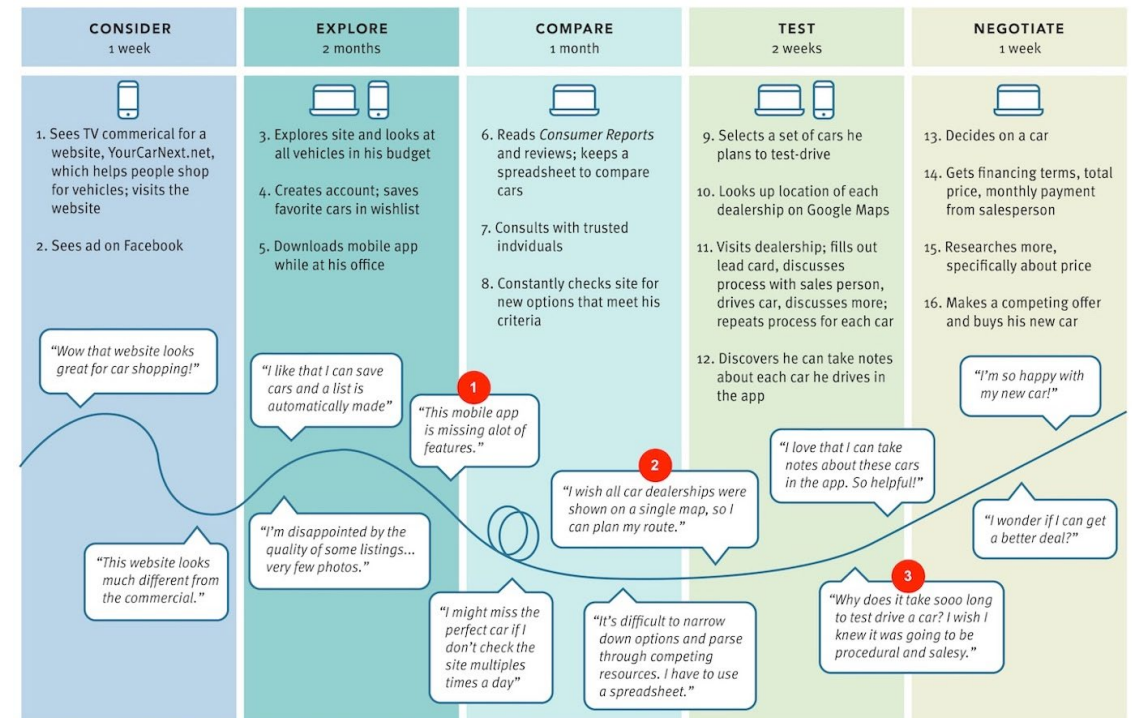 CONSIDER
1 week
EXPLORE
2 months
COMPARE
1 month
TEST
2 weeks
NEGOTIATE
1 week
1. Sees TV commerical for a
website, YourCarNext.net,
which helps people shop
for vehicles; visits the
website
2. Sees ad on Facebook
3. Explores site and looks at
all vehicles in his budget
4. Creates account; saves
favorite cars in wishlist
5. Downloads mobile app
while at his office
6. Reads Consumer Reports
and reviews; keeps a
spreadsheet to compare
cars
7. Consults with trusted
indviduals
8. Constantly checks site for
new options that meet his
criteria
9. Selects a set of cars he
plans to test-drive
10. Looks up location of each
dealership on Google Maps
11. Visits dealership; fills out
lead card, discusses
process with sales person,
drives car, discusses more;
repeats process for each car
12. Discovers he can take notes
about each car he drives in
the app
13. Decides on a car
14. Gets financing terms, total
price, monthly payment
from salesperson
15. Researches more,
specifically about price
16. Makes a competing offer
and buys his new car
“Wow that website looks
great for car shopping!”
“This website looks
much different from
the commercial.”
“I like that I can save
cars and a list is
automatically made”
“I’m disappointed by the
quality of some listings...
very few photos.”
1
“This mobile app
is missing alot of
features.”
“I might miss the
perfect car if I
don’t check the
site multiples
times a day”
2
“I wish all car dealerships were
shown on a single map, so I
can plan my route.”
“It’s difficult to narrow
down options and parse
through competing
resources. I have to use
a spreadsheet.”
“I love that I can take
notes about these cars
in the app. So helpful!”
3
“Why does it take sooo long
to test drive a car? I wish I
knew it was going to be
procedural and salesy.”
“I’m so happy with
my new car!”
“I wonder if I can get
a better deal?”